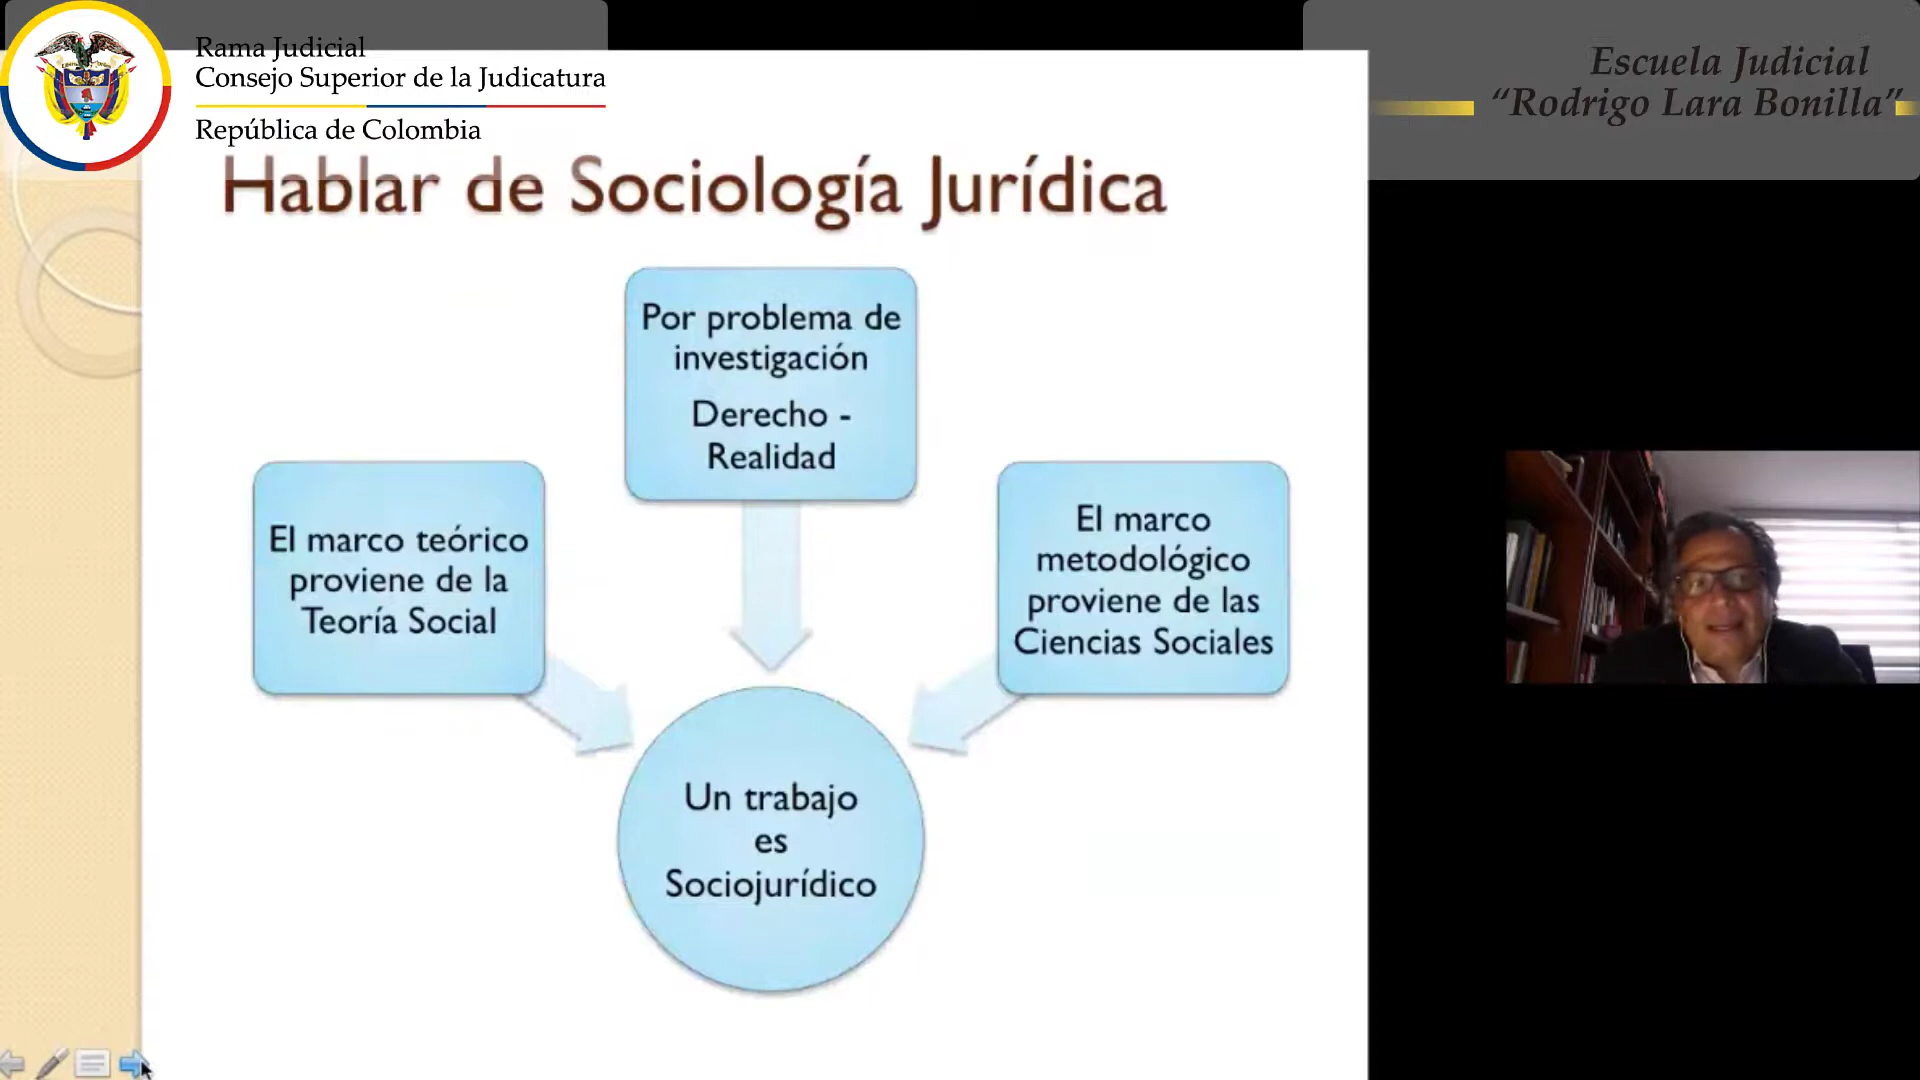 Rama Judicial
Consejo Superior de la Judicatura
República de Colombia
Escuela Judicial
“Rodrigo Lara Bonilla”
Hablar de Sociología Jurídica
Por problema de
investigación
Derecho -
Realidad
El marco teórico
proviene de la
Teoría Social
El marco
metodológico
proviene de las
Ciencias Sociales
Un trabajo
es
Sociojurídico